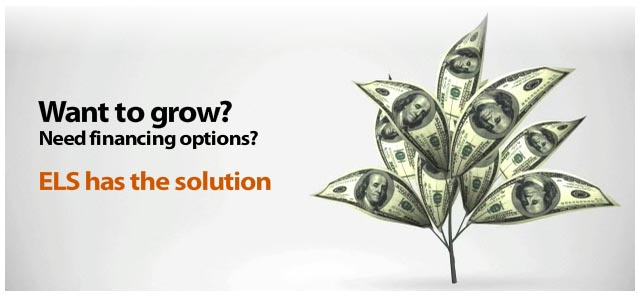 Want to grow?
Need financing options?
ELS has the solution